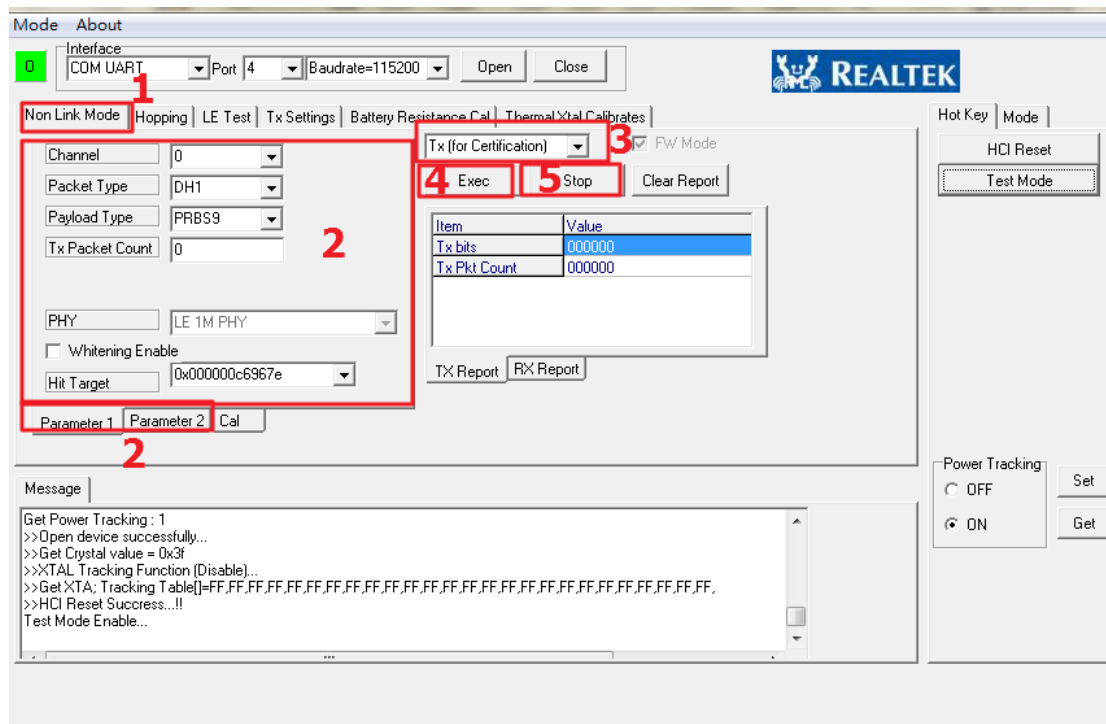 Mode About
Interface
0 COM UART Port 4 Baudrate=115200 Open Close
REALTEK
1
Non Link Mode Hopping LE Test Tx Settings Battery Resistance Cal Thermal Xtal Calibrates
Hot Key Mode
Tx (for Certification) 3 FW Mode
HCI Reset
Channel 0
4 Exec 5 Stop Clear Report
Test Mode
Packet Type DH1
Payload Type PRBS9
Tx Packet Count 0
2
Item Value
Tx bits 000000
Tx Pkt Count 000000
PHY LE 1M PHY
Whitening Enable
Hit Target 0x000000c6967e
TX Report RX Report
Parameter 1 Parameter 2 Cal
2
Power Tracking
OFF Set
ON Get
Message
Get Power Tracking : 1
>>Open device successfully...
>>Get Crystal value = 0x3f
>>XTAL Tracking Function (Disable)...
>>Get XTA; Tracking Table[]=FF,FF,FF,FF,FF,FF,FF,FF,FF,FF,FF,FF,FF,FF,FF,FF,FF,FF,FF,FF,FF,FF,FF,FF,FF,FF,
>>HCI Reset Succress...!!
Test Mode Enable...